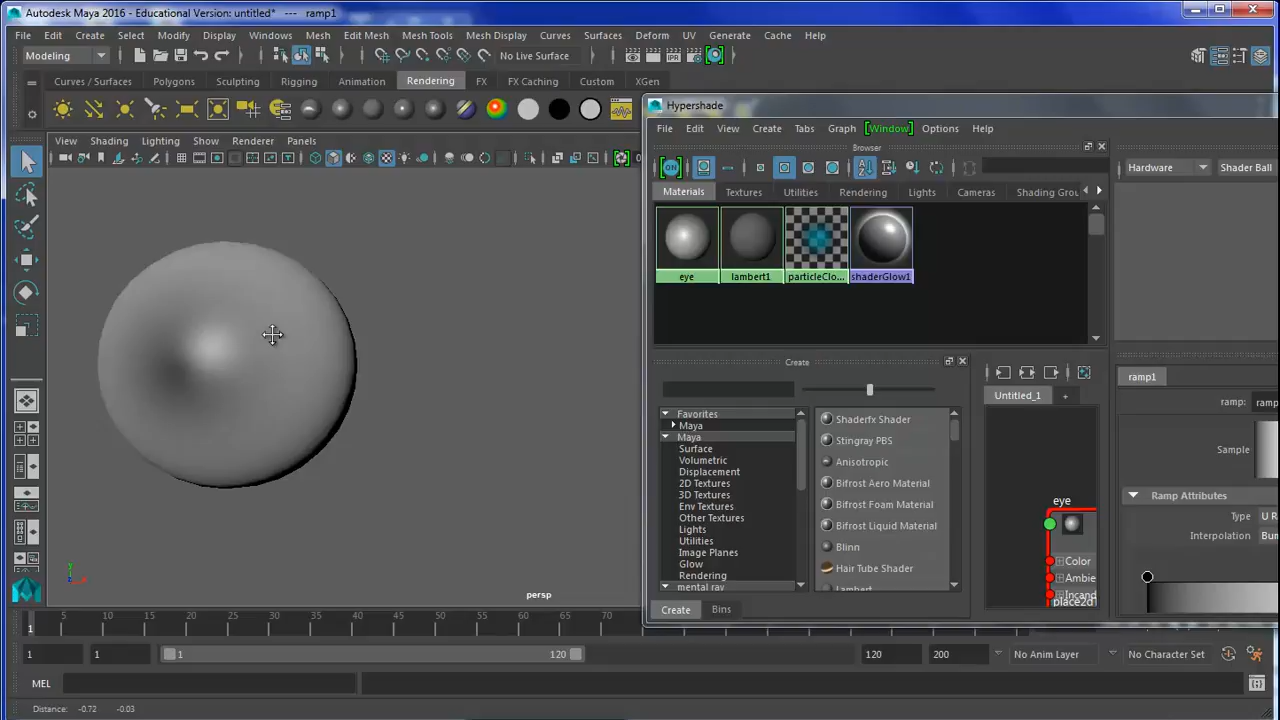 Autodesk Maya 2016 - Educational Version: untitled* --- ramp1
File Edit Create Select Modify Display Windows Mesh Edit Mesh Mesh Tools Mesh Display Curves Surfaces Deform UV Generate Cache Help
Modeling No Live Surface
Curves / Surfaces Polygons Sculpting Rigging Animation Rendering FX FX Caching Custom XGen
Hypershade
File Edit View Create Tabs Graph [Window] Options Help
View Shading Lighting Show Renderer Panels
Browser
ON
Hardware Shader Ball
Materials Textures Utilities Rendering Lights Cameras Shading Grou
eye lambert1 particleClo... shaderGlow1
Create
ramp1
Untitled_1 +
ramp: ramp
Favorites
Maya
Maya
Surface
Volumetric
Displacement
2D Textures
3D Textures
Env Textures
Other Textures
Lights
Utilities
Image Planes
Glow
Rendering
mental ray
Shaderfx Shader
Stingray PBS
Anisotropic
Bifrost Aero Material
Bifrost Foam Material
Bifrost Liquid Material
Blinn
Hair Tube Shader
Lambert
Sample
Ramp Attributes
Type U Ra
Interpolation Bum
eye
Color
Ambie
Incand
place2d
Create Bins
persp
5 10 15 20 25 30 35 40 45 50 55 60 65 70
1
1 1 1 120 120 200 No Anim Layer No Character Set
MEL
Distance: -0.72 -0.03